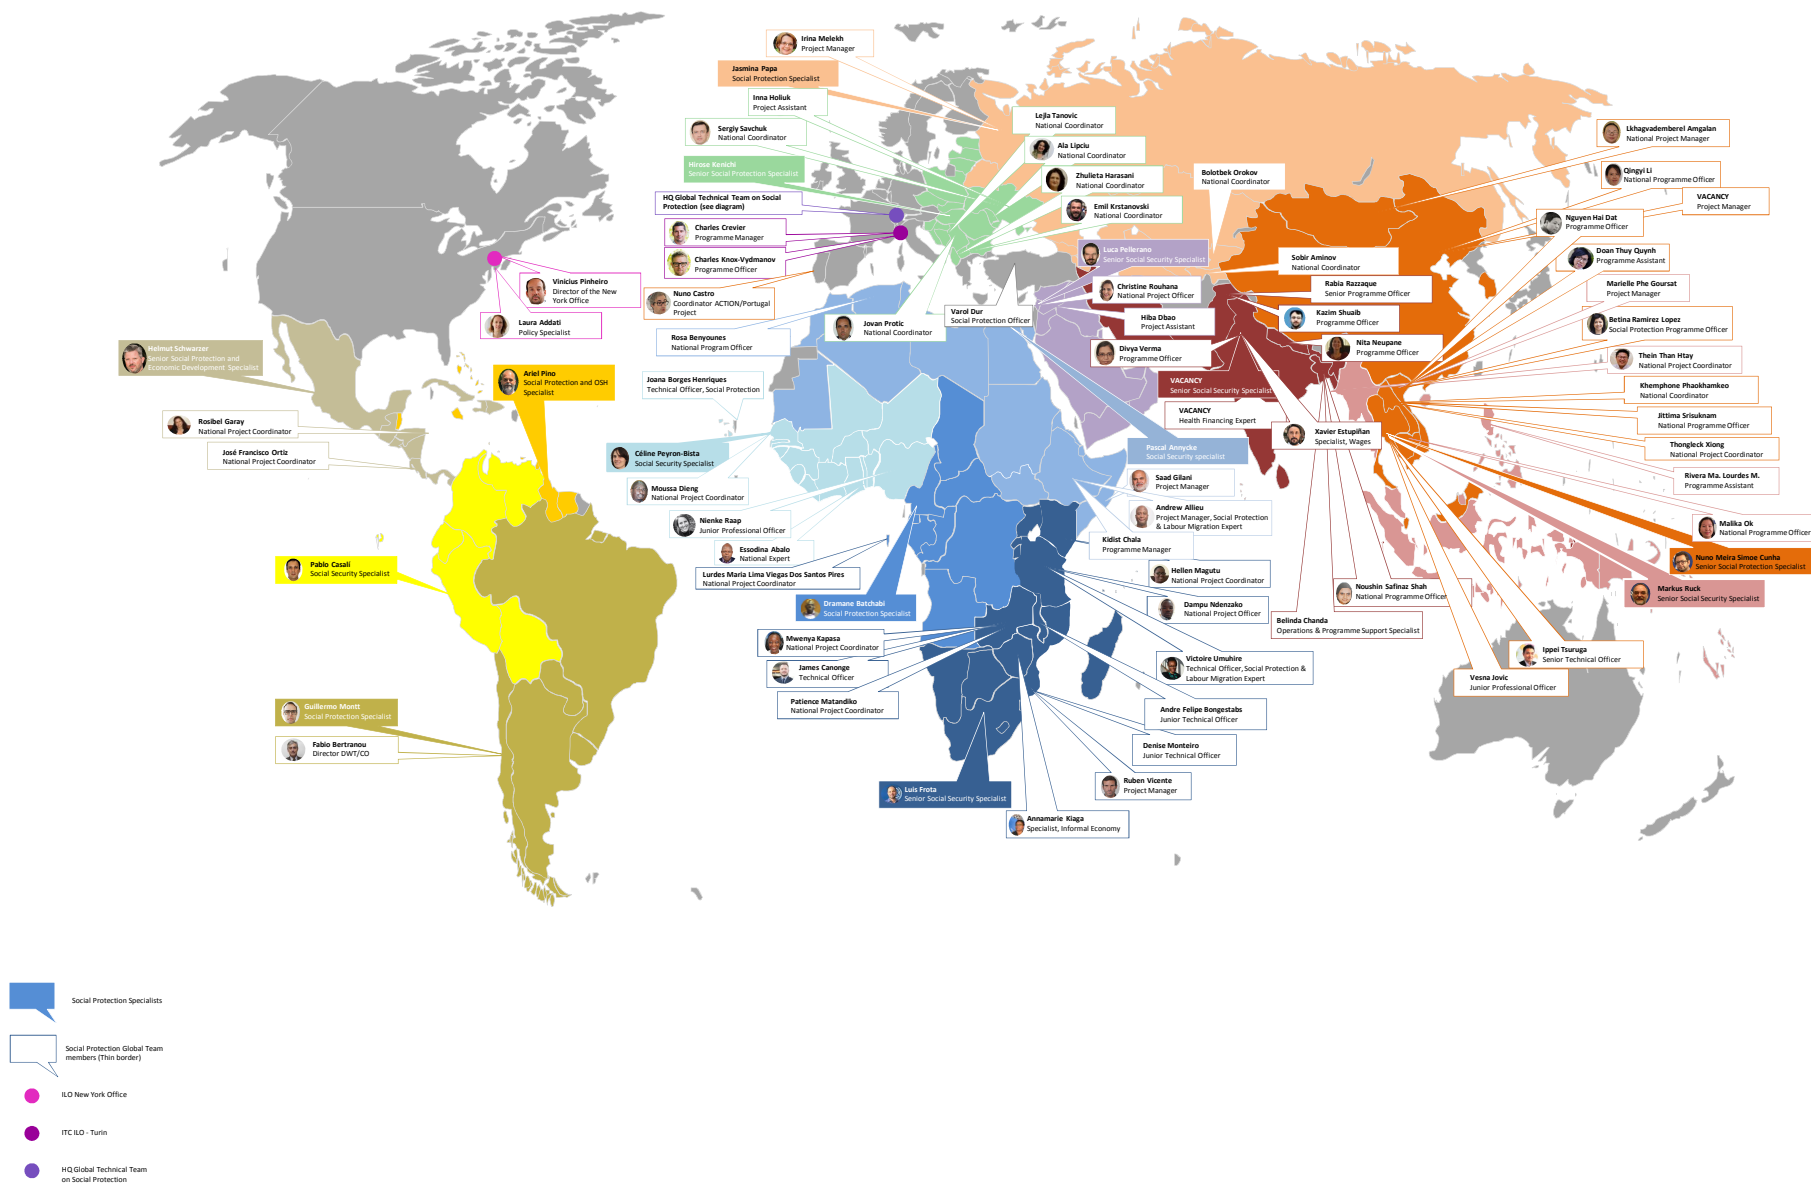 Irina Melekh
Project Manager
Jasmina Papa
Social Protection Specialist
Inna Holiuk
Project Assistant
Sergiy Savchuk
National Coordinator
Hirose Kenichi
Senior Social Protection Specialist
HQ Global Technical Team on Social
Protection (see diagram)
Charles Crevier
Programme Manager
Charles Knox-Vydmanov
Programme Officer
Nuno Castro
Coordinator ACTION/Portugal
Project
Rosa Benyounes
National Program Officer
Joana Borges Henriques
Technical Officer, Social Protection
Lejla Tanovic
National Coordinator
Ala Lipciu
National Coordinator
Zhulieta Harasani
National Coordinator
Emil Krstanovski
National Coordinator
Bolotbek Orokov
National Coordinator
Lkhagvademberel Amgalan
National Project Manager
Qingyi Li
National Programme Officer
VACANCY
Project Manager
Nguyen Hai Dat
Programme Officer
Doan Thuy Quynh
Programme Assistant
Marielle Phe Goursat
Project Manager
Betina Ramirez Lopez
Social Protection Programme Officer
Thein Than Htay
National Project Coordinator
Khemphone Phaokhamkeo
National Coordinator
Jittima Srisuknam
National Programme Officer
Thongleck Xiong
National Project Coordinator
Rivera Ma. Lourdes M.
Programme Assistant
Malika Ok
National Programme Officer
Nuno Meira Simoe Cunha
Senior Social Protection Specialist
Markus Ruck
Senior Social Security Specialist
Luca Pellerano
Senior Social Security Specialist
Christine Rouhana
National Project Officer
Hiba Dbao
Project Assistant
Divya Verma
Programme Officer
Sobir Aminov
National Coordinator
Rabia Razzaque
Senior Programme Officer
Kazim Shuaib
Programme Officer
Nita Neupane
Programme Officer
VACANCY
Senior Social Security Specialist
VACANCY
Health Financing Expert
Xavier Estupiñan
Specialist, Wages
Jovan Protic
National Coordinator
Varol Dur
Social Protection Officer
Vinicius Pinheiro
Director of the New
York Office
Laura Addati
Policy Specialist
Helmut Schwarzer
Senior Social Protection and
Economic Development Specialist
Ariel Pino
Social Protection and OSH
Specialist
Rosibel Garay
National Project Coordinator
José Francisco Ortiz
National Project Coordinator
Céline Peyron-Bista
Social Security Specialist
Moussa Dieng
National Project Coordinator
Nienke Raap
Junior Professional Officer
Essodina Abalo
National Expert
Lurdes Maria Lima Viegas Dos Santos Pires
National Project Coordinator
Dramane Batchabi
Social Protection Specialist
Pascal Annycke
Social Security specialist
Saad Gilani
Project Manager
Andrew Allieu
Project Manager, Social Protection
& Labour Migration Expert
Kidist Chala
Programme Manager
Hellen Magutu
National Project Coordinator
Dampu Ndenzako
National Project Officer
Noushin Safinaz Shah
National Programme Officer
Belinda Chanda
Operations & Programme Support Specialist
Pablo Casalí
Social Security Specialist
Mwenya Kapasa
National Project Coordinator
James Canonge
Technical Officer
Patience Matandiko
National Project Coordinator
Victoire Umuhire
Technical Officer, Social Protection &
Labour Migration Expert
Ippei Tsuruga
Senior Technical Officer
Vesna Jovic
Junior Professional Officer
Guillermo Montt
Social Protection Specialist
Fabio Bertranou
Director DWT/CO
Andre Felipe Bongestabs
Junior Technical Officer
Denise Monteiro
Junior Technical Officer
Ruben Vicente
Project Manager
Luis Frota
Senior Social Security Specialist
Annamarie Kiaga
Specialist, Informal Economy
Social Protection Specialists
Social Protection Global Team
members (Thin border)
ILO New York Office
ITC ILO - Turin
HQ Global Technical Team
on Social Protection